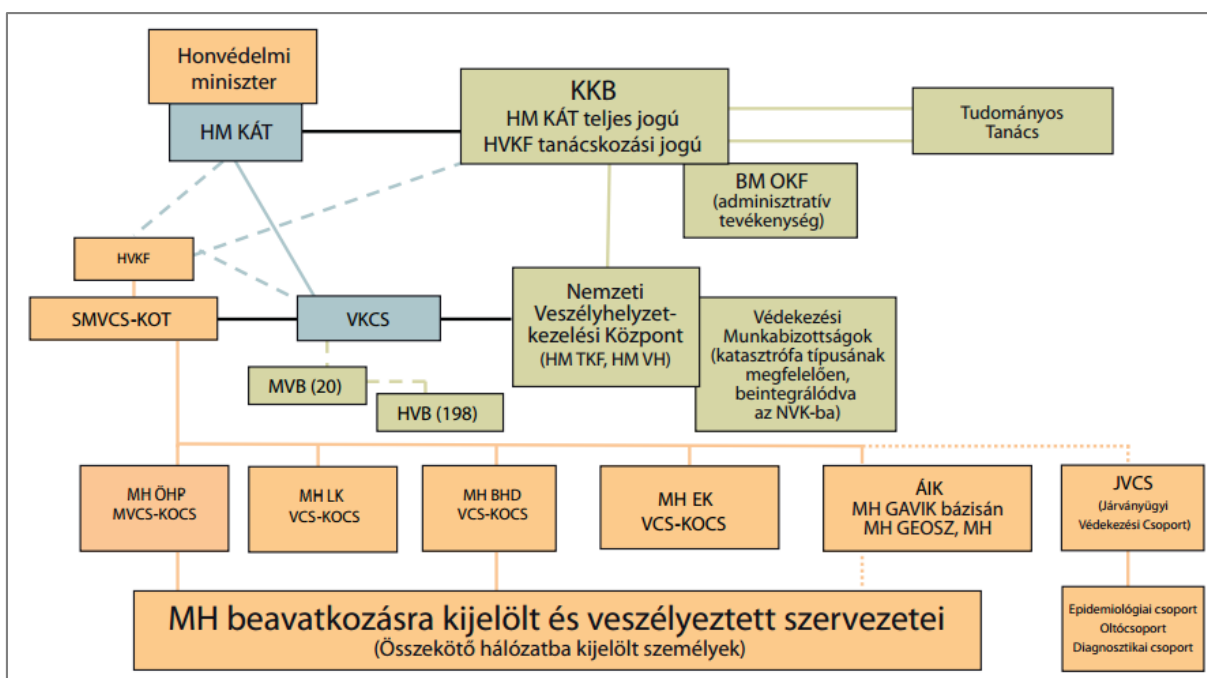 Honvédelmi
miniszter
HM KÁT
KKB
HM KÁT teljes jogú
HVKF tanácskozási jogú
Tudományos
Tanács
BM OKF
(adminisztratív
tevékenység)
HVKF
SMVCS-KOT
VKCS
Nemzeti
Veszélyhelyzet-
kezelési Központ
(HM TKF, HM VH)
Védekezési
Munkabizottságok
(katasztrófa típusának
megfelelően,
beintegrálódva
az NVK-ba)
MVB (20)
HVB (198)
MH ÖHP
MVCS-KOCS
MH LK
VCS-KOCS
MH BHD
VCS-KOCS
MH EK
VCS-KOCS
ÁIK
MH GAVIK bázisán
MH GEOSZ, MH
JVCS
(Járványügyi
Védekezési Csoport)
MH beavatkozásra kijelölt és veszélyeztett szervezetei
(Összekötő hálózatba kijelölt személyek)
Epidemiológiai csoport
Oltócsoport
Diagnosztikai csoport